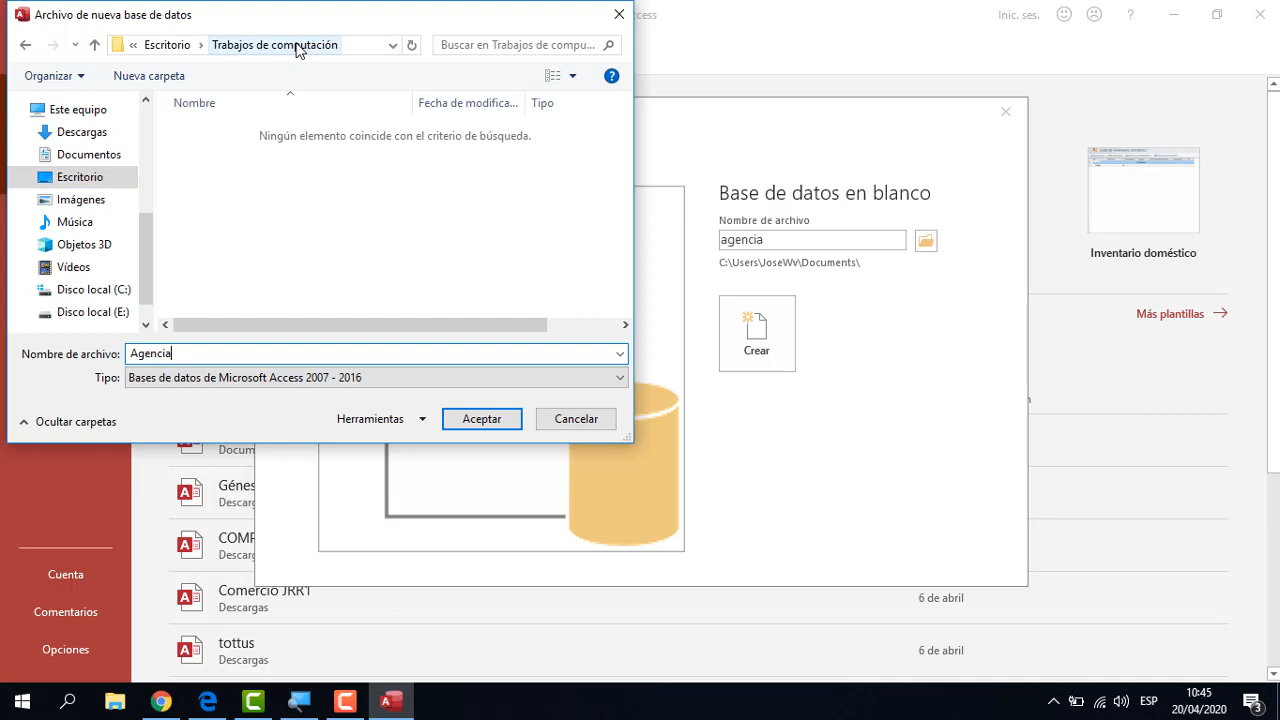 Archivo de nueva base de datos
ccess
Inic. ses.
Escritorio
Trabajos de computación
Buscar en Trabajos de compu...
Organizar
Nueva carpeta
Este equipo
Descargas
Documentos
Escritorio
Imágenes
Música
Objetos 3D
Vídeos
Disco local (C:)
Disco local (E:)
Nombre
Fecha de modifica...
Tipo
Ningún elemento coincide con el criterio de búsqueda.
Nombre de archivo:
Agencia
Tipo:
Bases de datos de Microsoft Access 2007 - 2016
Ocultar carpetas
Herramientas
Aceptar
Cancelar
Base de datos en blanco
Nombre de archivo
agencia
C:\Users\JoseWv\Documents\
Crear
Inventario doméstico
Más plantillas
Docum
Génes
Descarg
COMP
Descarga
Comercio JRR1
Descargas
6 de abril
tottus
Descargas
6 de abril
Cuenta
Comentarios
Opciones
ESP
10:45
20/04/2020
3